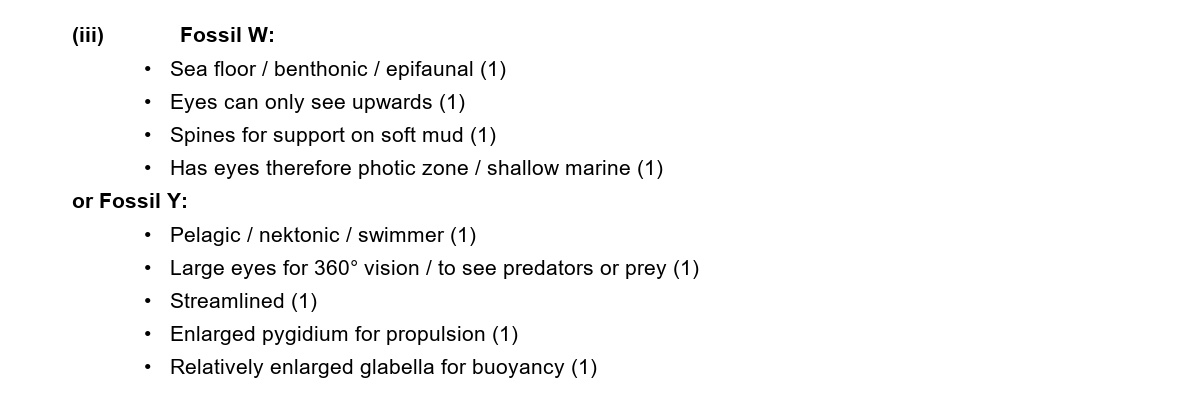 (iii) Fossil W:
• Sea floor / benthonic / epifaunal (1)
• Eyes can only see upwards (1)
• Spines for support on soft mud (1)
• Has eyes therefore photic zone / shallow marine (1)
or Fossil Y:
• Pelagic / nektonic / swimmer (1)
• Large eyes for 360° vision / to see predators or prey (1)
• Streamlined (1)
• Enlarged pygidium for propulsion (1)
• Relatively enlarged glabella for buoyancy (1)